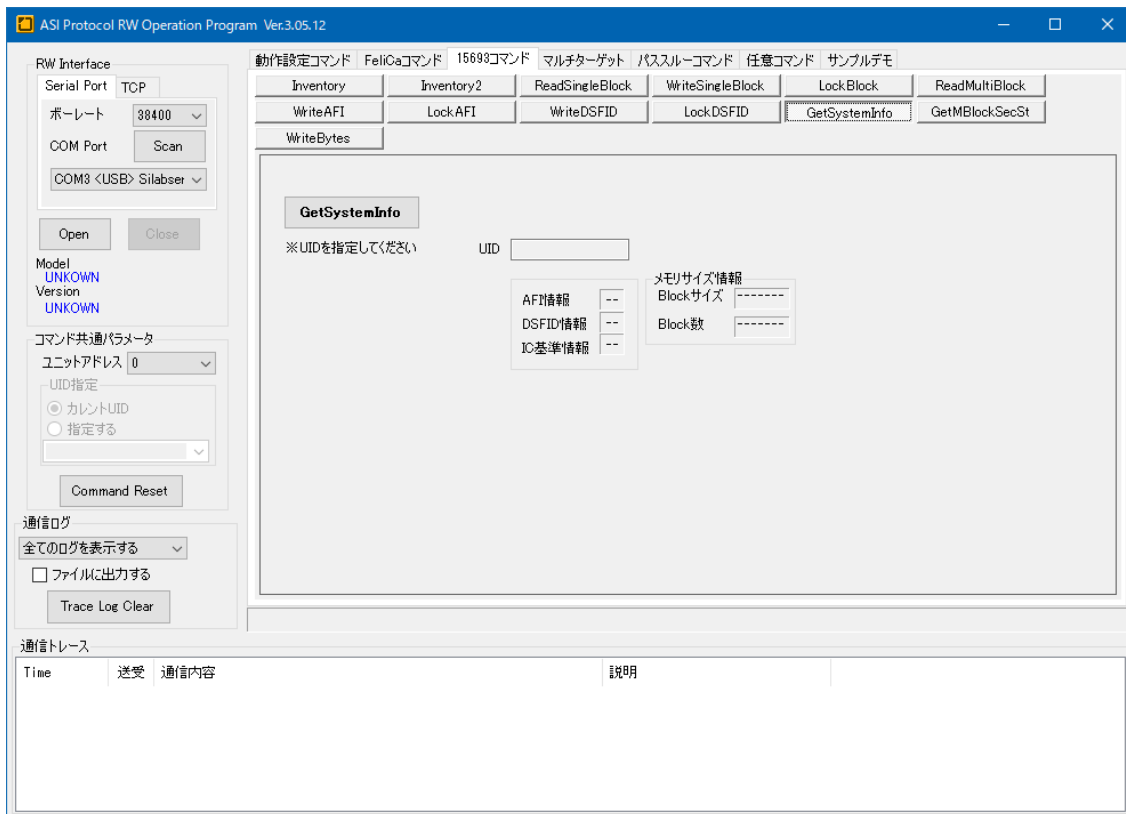 ASI Protocol RW Operation Program Ver.3.05.12
RW Interface
Serial Port TCP
ボーレート 38400
COM Port Scan
COM3 <USB> Silabser
Open Close
Model
UNKOWN
Version
UNKOWN
コマンド共通パラメータ
ユニットアドレス 0
UID指定
カレントUID
指定する
Command Reset
通信ログ
全てのログを表示する
ファイルに出力する
Trace Log Clear
動作設定コマンド FeliCaコマンド 15693コマンド マルチターゲット パススルーコマンド 任意コマンド サンプルデモ
Inventory Inventory2 ReadSingleBlock WriteSingleBlock LockBlock ReadMultiBlock
WriteAFI LockAFI WriteDSFID LockDSFID GetSystemInfo GetMBlockSecSt
WriteBytes
GetSystemInfo
※UIDを指定してください UID
AFI情報 --
DSFID情報 --
IC基準情報 --
メモリサイズ情報
Blockサイズ -------
Block数 -------
通信トレース
Time 送受 通信内容 説明